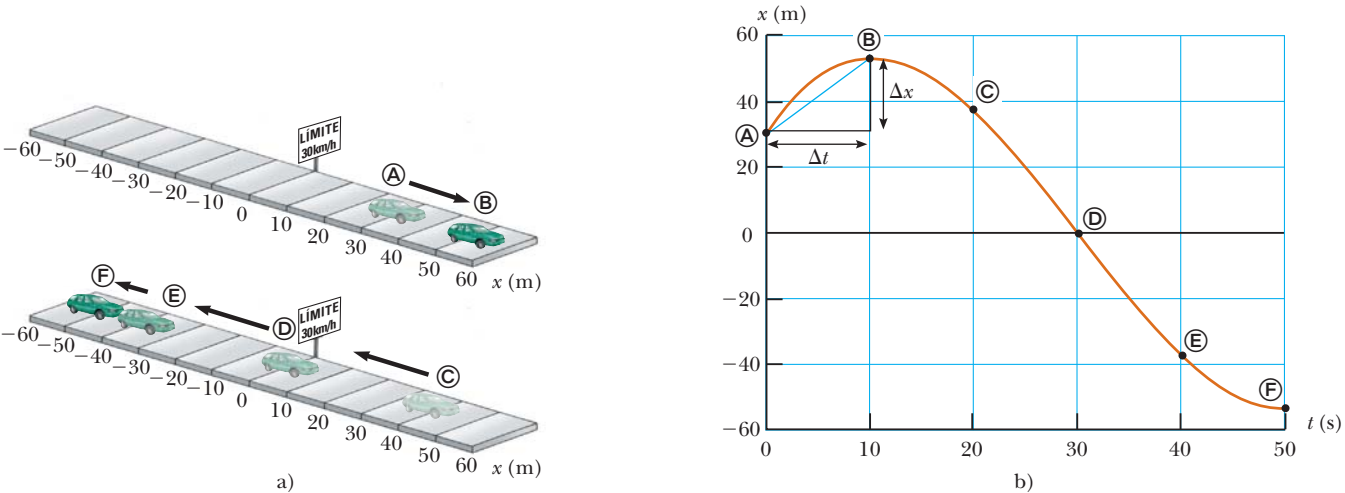 LÍMITE
30km/h
Ⓐ
Ⓑ
−60 −50 −40 −30 −20 −10 0 10 20 30 40 50 60 x (m)
LÍMITE
30km/h
Ⓕ
Ⓔ
Ⓓ
Ⓒ
−60 −50 −40 −30 −20 −10 0 10 20 30 40 50 60 x (m)
a)
x (m)
60
40
20
0
−20
−40
−60
Ⓐ
Ⓑ
Δx
Δt
Ⓒ
Ⓓ
Ⓔ
Ⓕ
0 10 20 30 40 50
t (s)
b)